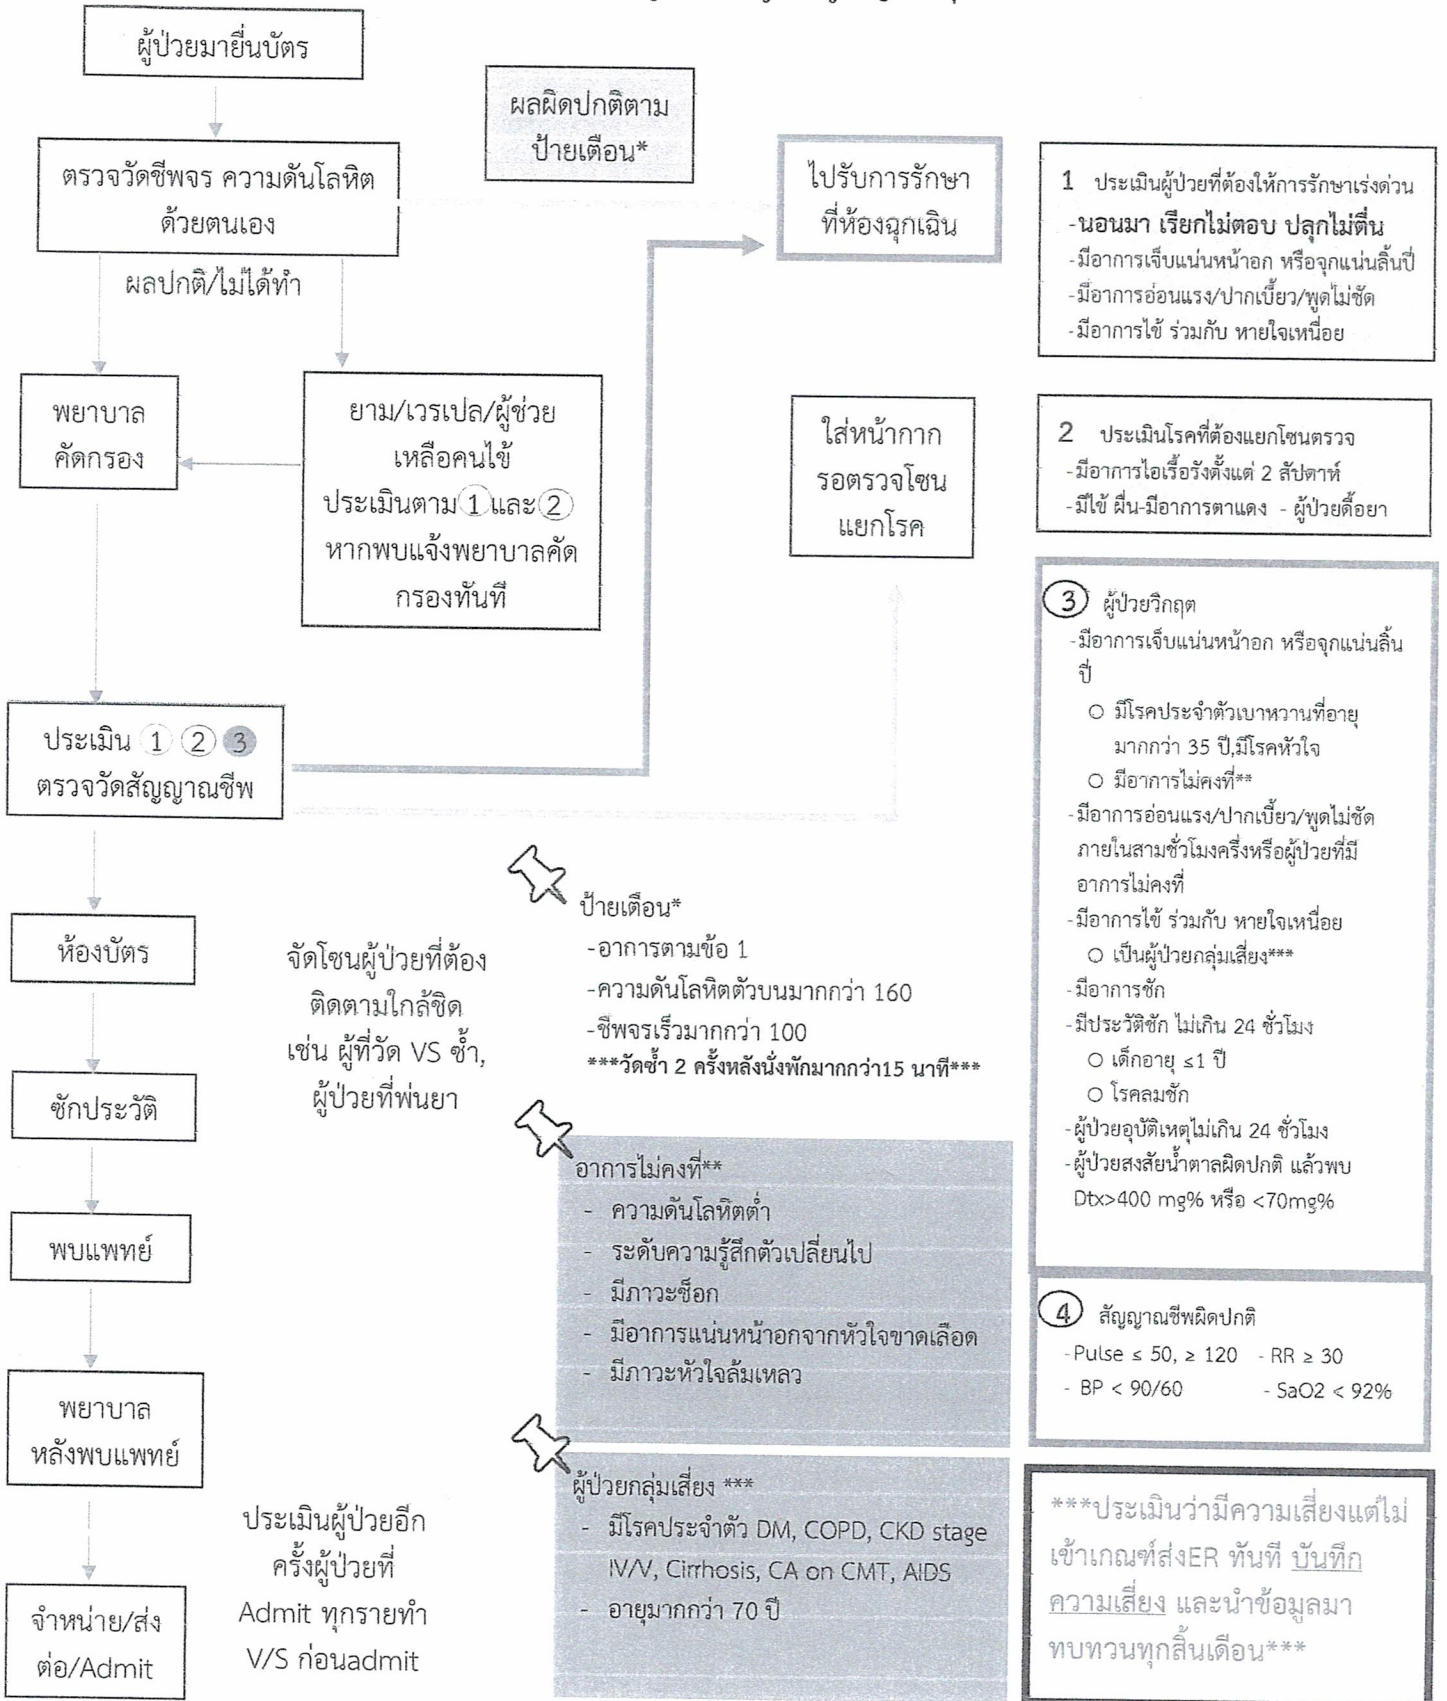 ผู้ป่วยมายื่นบัตร
ผลผิดปกติตาม
ป้ายเตือน*
ตรวจวัดชีพจร ความดันโลหิต
ด้วยตนเอง
ไปรับการรักษา
ที่ห้องฉุกเฉิน
1 ประเมินผู้ป่วยที่ต้องให้การรักษาเร่งด่วน
-นอนมา เรียกไม่ตอบ ปลุกไม่ตื่น
-มีอาการเจ็บแน่นหน้าอก หรือจุกแน่นลิ้นปี่
-มีอาการอ่อนแรง/ปากเบี้ยว/พูดไม่ชัด
-มีอาการไข้ ร่วมกับ หายใจเหนื่อย
ผลปกติ/ไม่ได้ทำ
พยาบาล
คัดกรอง
ยาม/เวรเปล/ผู้ช่วย
เหลือคนไข้
ประเมินตาม 1 และ 2
หากพบแจ้งพยาบาลคัด
กรองทันที
ใส่หน้ากาก
รอตรวจโซน
แยกโรค
2 ประเมินโรคที่ต้องแยกโซนตรวจ
-มีอาการไอเรื้อรังตั้งแต่ 2 สัปดาห์
-มีไข้ ผื่น-มีอาการตาแดง - ผู้ป่วยดื้อยา
3 ผู้ป่วยวิกฤต
-มีอาการเจ็บแน่นหน้าอก หรือจุกแน่นลิ้น
ปี่
○ มีโรคประจำตัวเบาหวานที่อายุ
มากกว่า 35 ปี,มีโรคหัวใจ
○ มีอาการไม่คงที่**
-มีอาการอ่อนแรง/ปากเบี้ยว/พูดไม่ชัด
ภายในสามชั่วโมงครึ่งหรือผู้ป่วยที่มี
อาการไม่คงที่
-มีอาการไข้ ร่วมกับ หายใจเหนื่อย
○ เป็นผู้ป่วยกลุ่มเสี่ยง***
-มีอาการชัก
-มีประวัติชัก ไม่เกิน 24 ชั่วโมง
○ เด็กอายุ ≤1 ปี
○ โรคลมชัก
-ผู้ป่วยอุบัติเหตุไม่เกิน 24 ชั่วโมง
-ผู้ป่วยสงสัยน้ำตาลผิดปกติ แล้วพบ
Dtx>400 mg% หรือ <70mg%
ประเมิน 1 2 3
ตรวจวัดสัญญาณชีพ
ห้องบัตร
จัดโซนผู้ป่วยที่ต้อง
ติดตามใกล้ชิด
เช่น ผู้ที่วัด VS ซ้ำ,
ผู้ป่วยที่พ่นยา
ป้ายเตือน*
-อาการตามข้อ 1
-ความดันโลหิตตัวบนมากกว่า 160
-ชีพจรเร็วมากกว่า 100
***วัดซ้ำ 2 ครั้งหลังนั่งพักมากกว่า15 นาที***
ซักประวัติ
พบแพทย์
อาการไม่คงที่**
- ความดันโลหิตต่ำ
- ระดับความรู้สึกตัวเปลี่ยนไป
- มีภาวะช็อก
- มีอาการแน่นหน้าอกจากหัวใจขาดเลือด
- มีภาวะหัวใจล้มเหลว
4 สัญญาณชีพผิดปกติ
-Pulse ≤ 50, ≥ 120 - RR ≥ 30
- BP < 90/60 - SaO2 < 92%
พยาบาล
หลังพบแพทย์
ผู้ป่วยกลุ่มเสี่ยง ***
- มีโรคประจำตัว DM, COPD, CKD stage
IV/V, Cirrhosis, CA on CMT, AIDS
- อายุมากกว่า 70 ปี
***ประเมินว่ามีความเสี่ยงแต่ไม่
เข้าเกณฑ์ส่งER ทันที บันทึก
ความเสี่ยง และนำข้อมูลมา
ทบทวนทุกสิ้นเดือน***
ประเมินผู้ป่วยอีก
ครั้งผู้ป่วยที่
Admit ทุกรายทำ
V/S ก่อนadmit
จำหน่าย/ส่ง
ต่อ/Admit